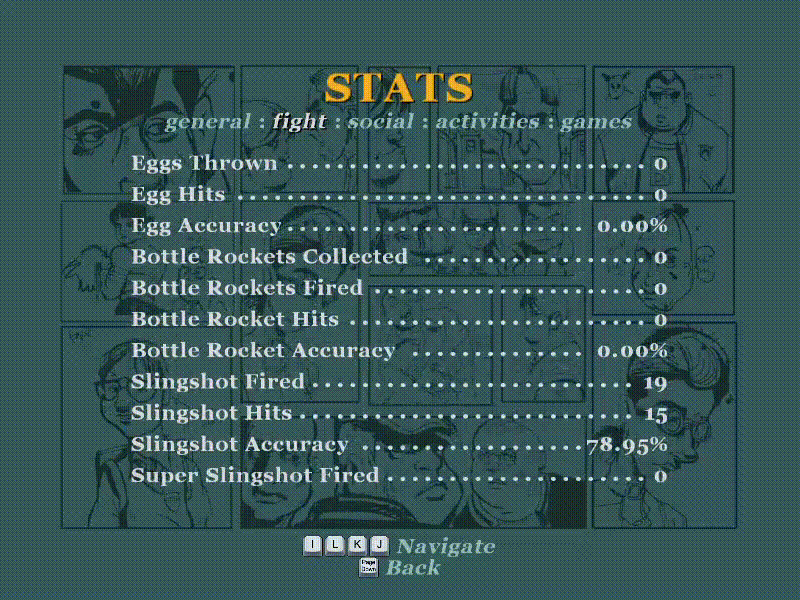 STATS
general : fight : social : activities : games
Eggs Thrown . . . . . . . . . . . . . . . . . . . . . . . . . . . . . . 0
Egg Hits . . . . . . . . . . . . . . . . . . . . . . . . . . . . . . . . . . 0
Egg Accuracy . . . . . . . . . . . . . . . . . . . . . . . . . 0.00%
Bottle Rockets Collected . . . . . . . . . . . . . . . . . . 0
Bottle Rockets Fired . . . . . . . . . . . . . . . . . . . . . . 0
Bottle Rocket Hits . . . . . . . . . . . . . . . . . . . . . . . . 0
Bottle Rocket Accuracy . . . . . . . . . . . . . . 0.00%
Slingshot Fired . . . . . . . . . . . . . . . . . . . . . . . . . . . 19
Slingshot Hits . . . . . . . . . . . . . . . . . . . . . . . . . . . . 15
Slingshot Accuracy . . . . . . . . . . . . . . . . . . 78.95%
Super Slingshot Fired . . . . . . . . . . . . . . . . . . . . . 0
I L K J Navigate
Page Down Back